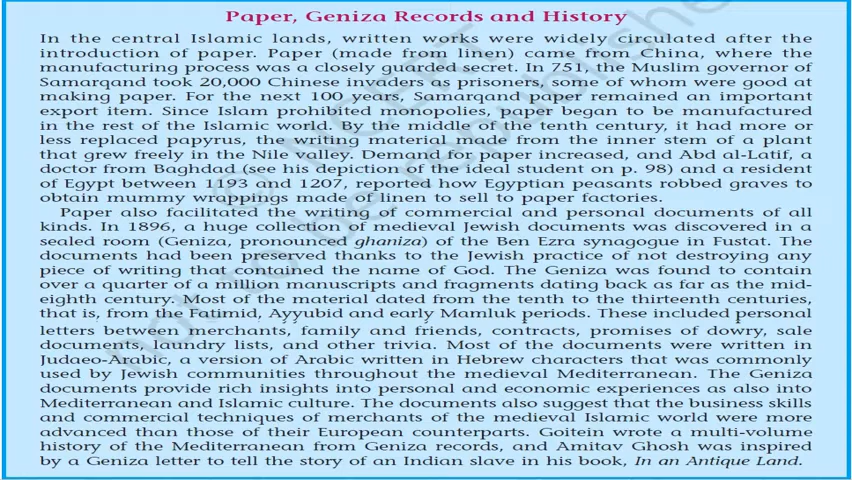 Paper, Geniza Records and History
In the central Islamic lands, written works were widely circulated after the
introduction of paper. Paper (made from linen) came from China, where the
manufacturing process was a closely guarded secret. In 751, the Muslim governor of
Samarqand took 20,000 Chinese invaders as prisoners, some of whom were good at
making paper. For the next 100 years, Samarqand paper remained an important
export item. Since Islam prohibited monopolies, paper began to be manufactured
in the rest of the Islamic world. By the middle of the tenth century, it had more or
less replaced papyrus, the writing material made from the inner stem of a plant
that grew freely in the Nile valley. Demand for paper increased, and Abd al-Latif, a
doctor from Baghdad (see his depiction of the ideal student on p. 98) and a resident
of Egypt between 1193 and 1207, reported how Egyptian peasants robbed graves to
obtain mummy wrappings made of linen to sell to paper factories.
Paper also facilitated the writing of commercial and personal documents of all
kinds. In 1896, a huge collection of medieval Jewish documents was discovered in a
sealed room (Geniza, pronounced ghaniza) of the Ben Ezra synagogue in Fustat. The
documents had been preserved thanks to the Jewish practice of not destroying any
piece of writing that contained the name of God. The Geniza was found to contain
over a quarter of a million manuscripts and fragments dating back as far as the mid-
eighth century. Most of the material dated from the tenth to the thirteenth centuries,
that is, from the Fatimid, Ayyubid and early Mamluk periods. These included personal
letters between merchants, family and friends, contracts, promises of dowry, sale
documents, laundry lists, and other trivia. Most of the documents were written in
Judaeo-Arabic, a version of Arabic written in Hebrew characters that was commonly
used by Jewish communities throughout the medieval Mediterranean. The Geniza
documents provide rich insights into personal and economic experiences as also into
Mediterranean and Islamic culture. The documents also suggest that the business skills
and commercial techniques of merchants of the medieval Islamic world were more
advanced than those of their European counterparts. Goitein wrote a multi-volume
history of the Mediterranean from Geniza records, and Amitav Ghosh was inspired
by a Geniza letter to tell the story of an Indian slave in his book, In an Antique Land.
not to be republished